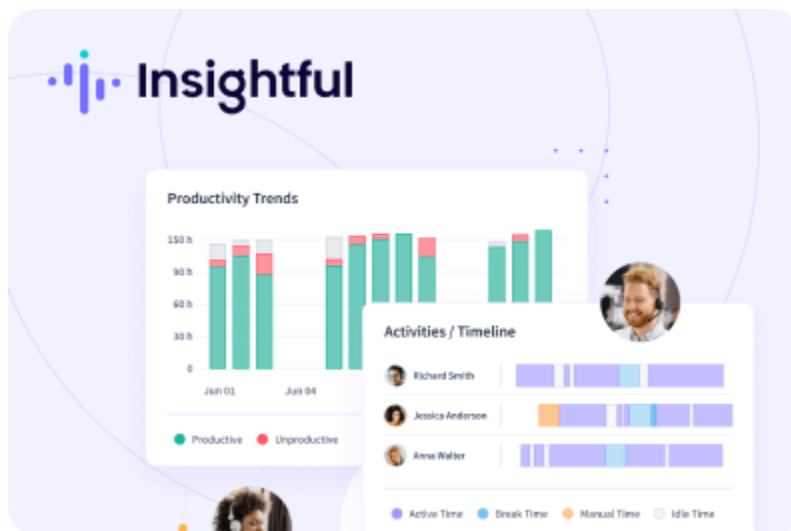 Insightful
Productivity Trends
150 h
90 h
60 h
30 h
0
Jun 01 Jun 04
Productive Unproductive
Activities / Timeline
Richard Smith
Jessica Anderson
Anna Walter
Active Time Break Time Manual Time Idle Time